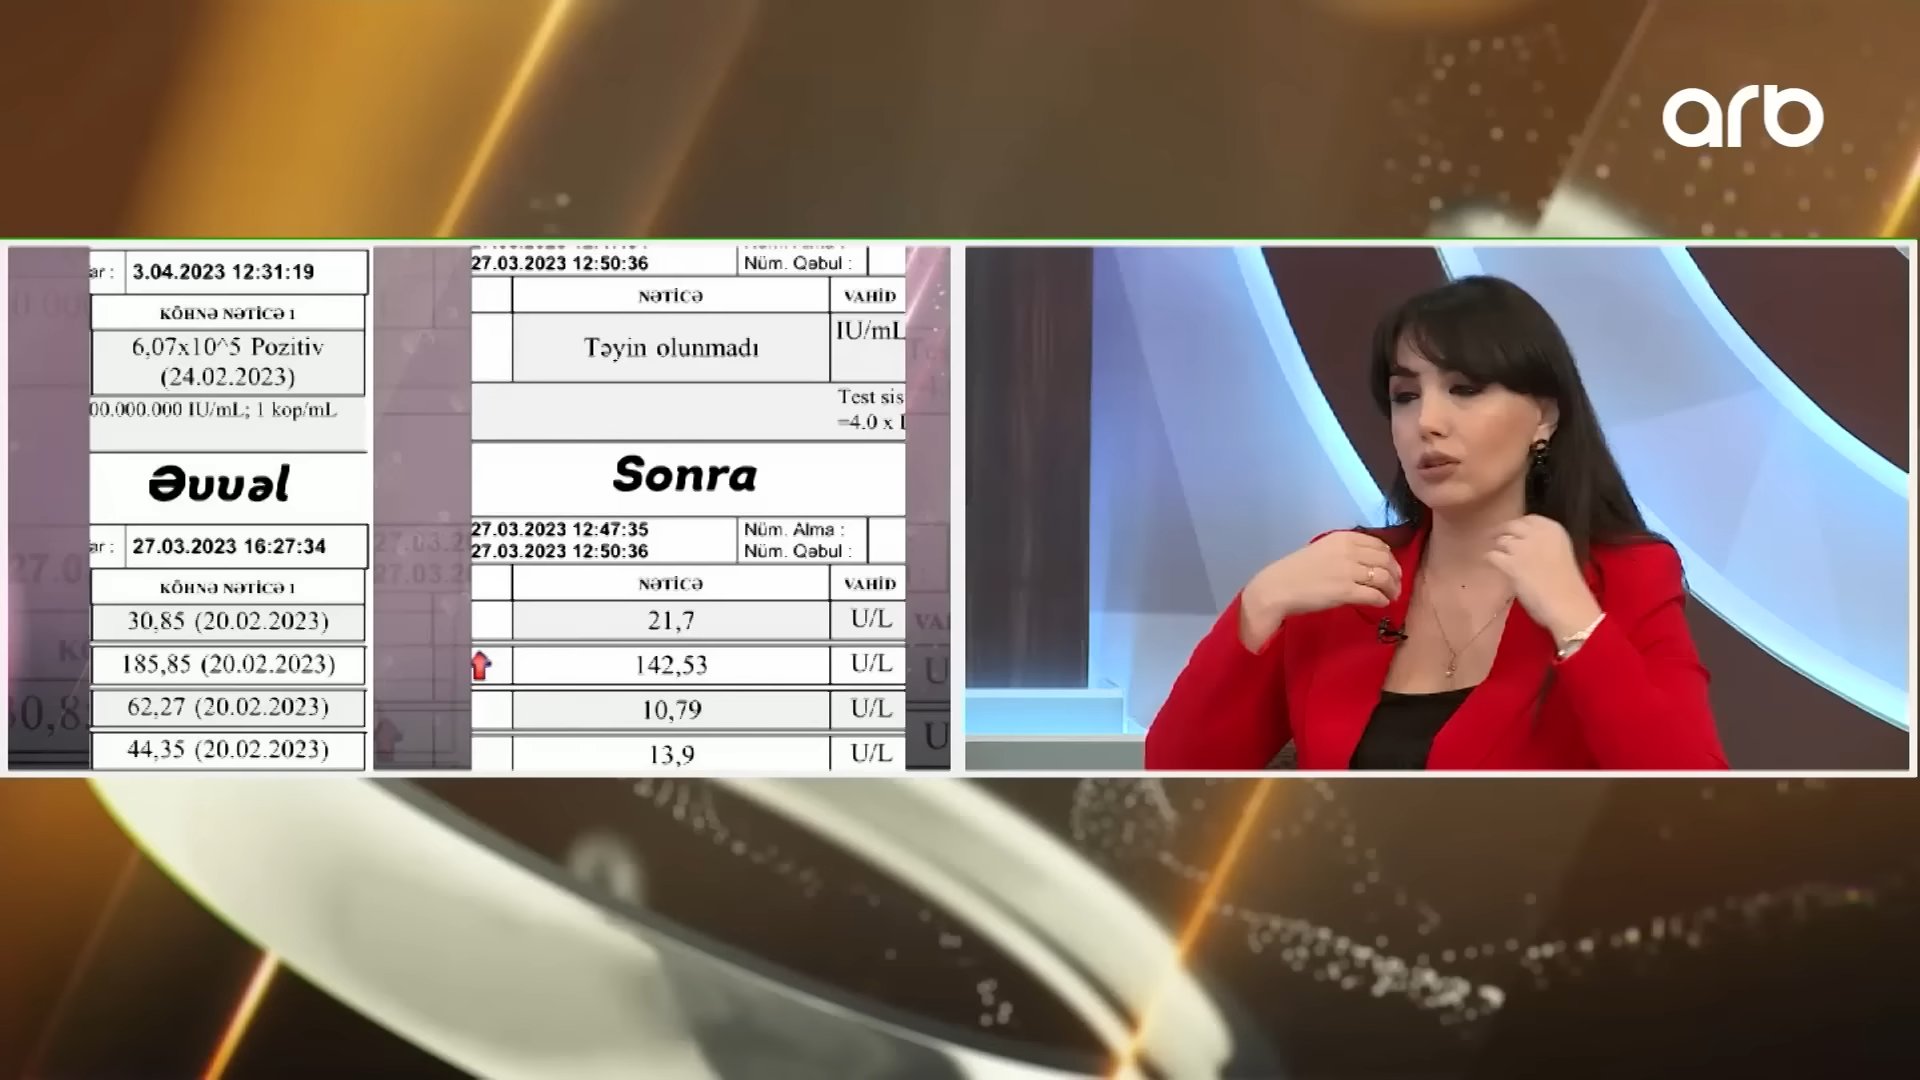 arb
3.04.2023 12:31:19
KÖHNƏ NƏTİCƏ 1
6,07x10^5 Pozitiv
(24.02.2023)
00.000.000 IU/mL; 1 kop/mL
Əvvəl
ar : 27.03.2023 16:27:34
KÖHNƏ NƏTİCƏ 1
30,85 (20.02.2023)
185,85 (20.02.2023)
62,27 (20.02.2023)
44,35 (20.02.2023)
27.03.2023 12:50:36 Nüm. Qəbul :
NƏTİCƏ VAHİD
Təyin olunmadı IU/mL
Test sis
=4.0 x
Sonra
27.03.2023 12:47:35 Nüm. Alma :
27.03.2023 12:50:36 Nüm. Qəbul :
NƏTİCƏ VAHİD
21,7 U/L
142,53 U/L
10,79 U/L
13,9 U/L